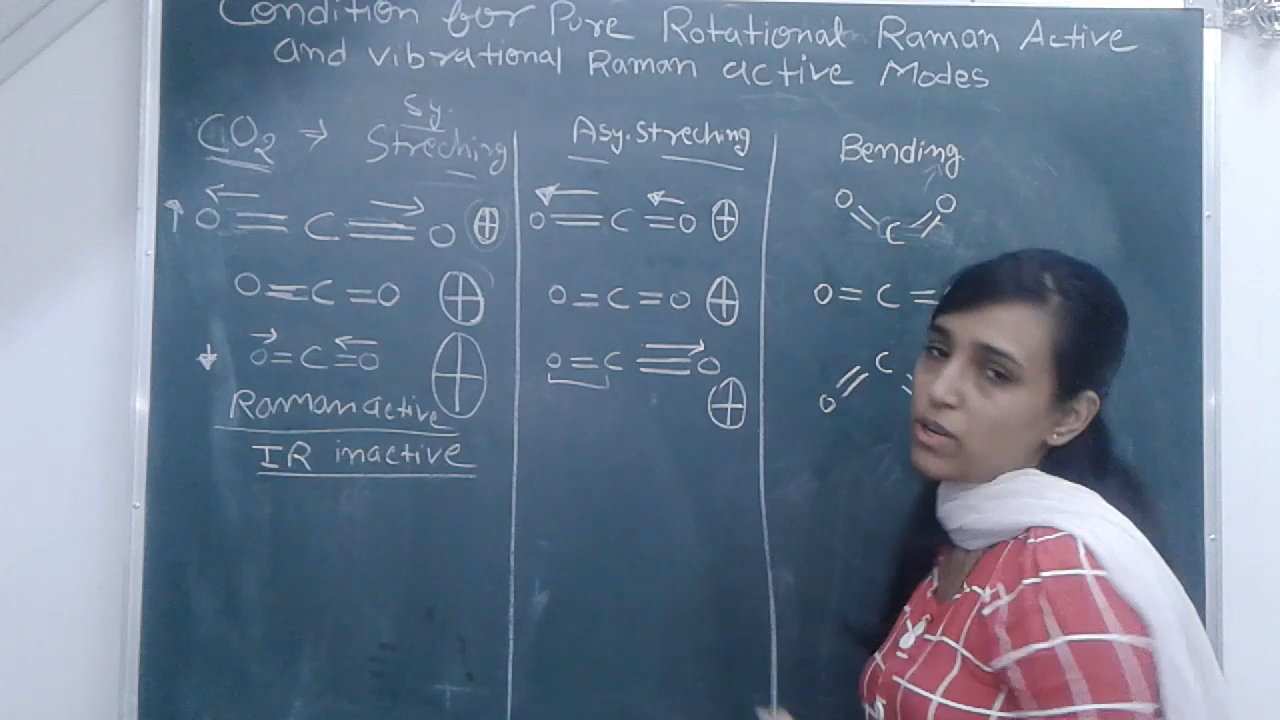 Condition for Pure Rotational Raman Active
and vibrational Raman active Modes
CO2 → Sy. Streching
O = C = O
O = C = O
O = C = O
Raman active
IR inactive
Asy. Streching
O = C = O
O = C = O
O = C = O
Bending
O = C = O
O = C =
O = C